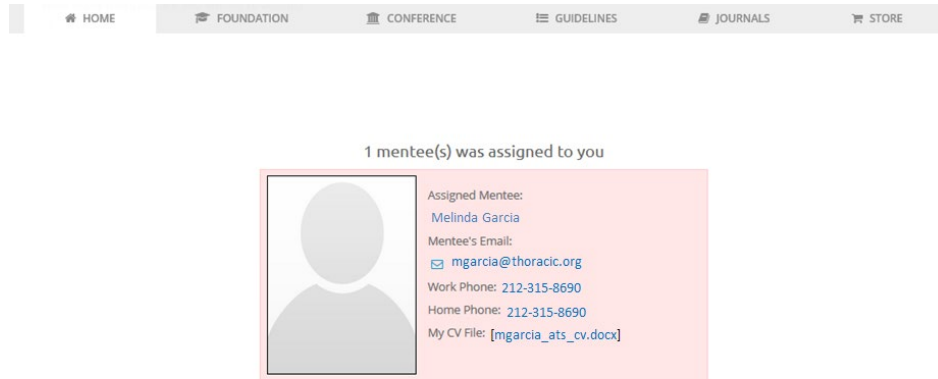 HOME FOUNDATION CONFERENCE GUIDELINES JOURNALS STORE
1 mentee(s) was assigned to you
Assigned Mentee:
Melinda Garcia
Mentee's Email:
mgarcia@thoracic.org
Work Phone: 212-315-8690
Home Phone: 212-315-8690
My CV File: [mgarcia_ats_cv.docx]